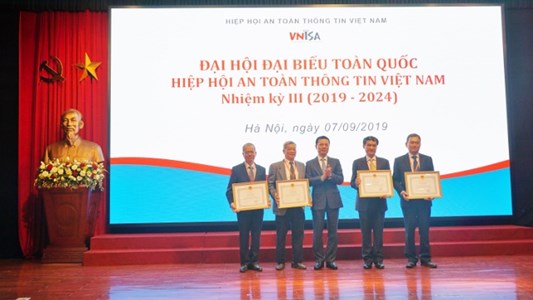 HIỆP HỘI AN TOÀN THÔNG TIN VIỆT NAM
VNISA
ĐẠI HỘI ĐẠI BIỂU TOÀN QUỐC
HIỆP HỘI AN TOÀN THÔNG TIN VIỆT NAM
Nhiệm kỳ III (2019 - 2024)
Hà Nội, ngày 07/09/2019